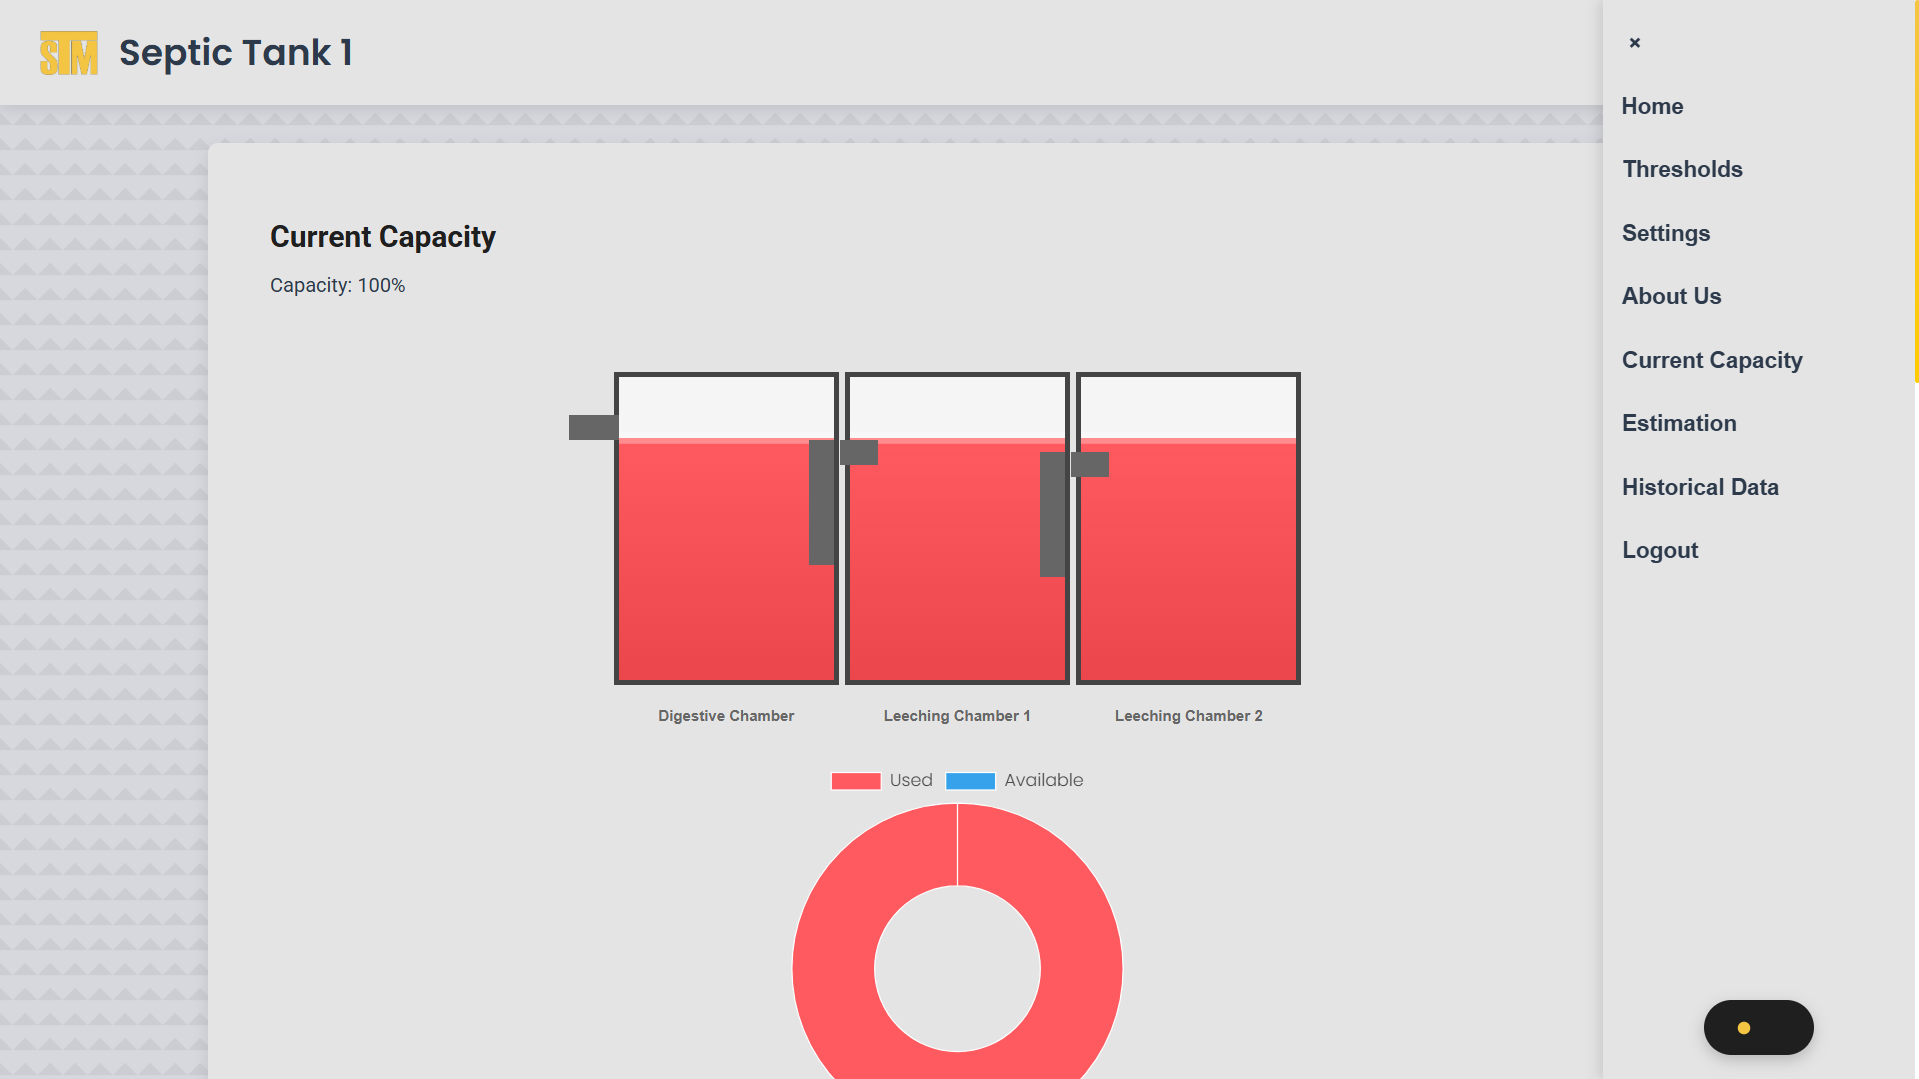 STM
Septic Tank 1
×
Home
Thresholds
Settings
About Us
Current Capacity
Estimation
Historical Data
Logout
Current Capacity
Capacity: 100%
Digestive Chamber
Leeching Chamber 1
Leeching Chamber 2
Used
Available